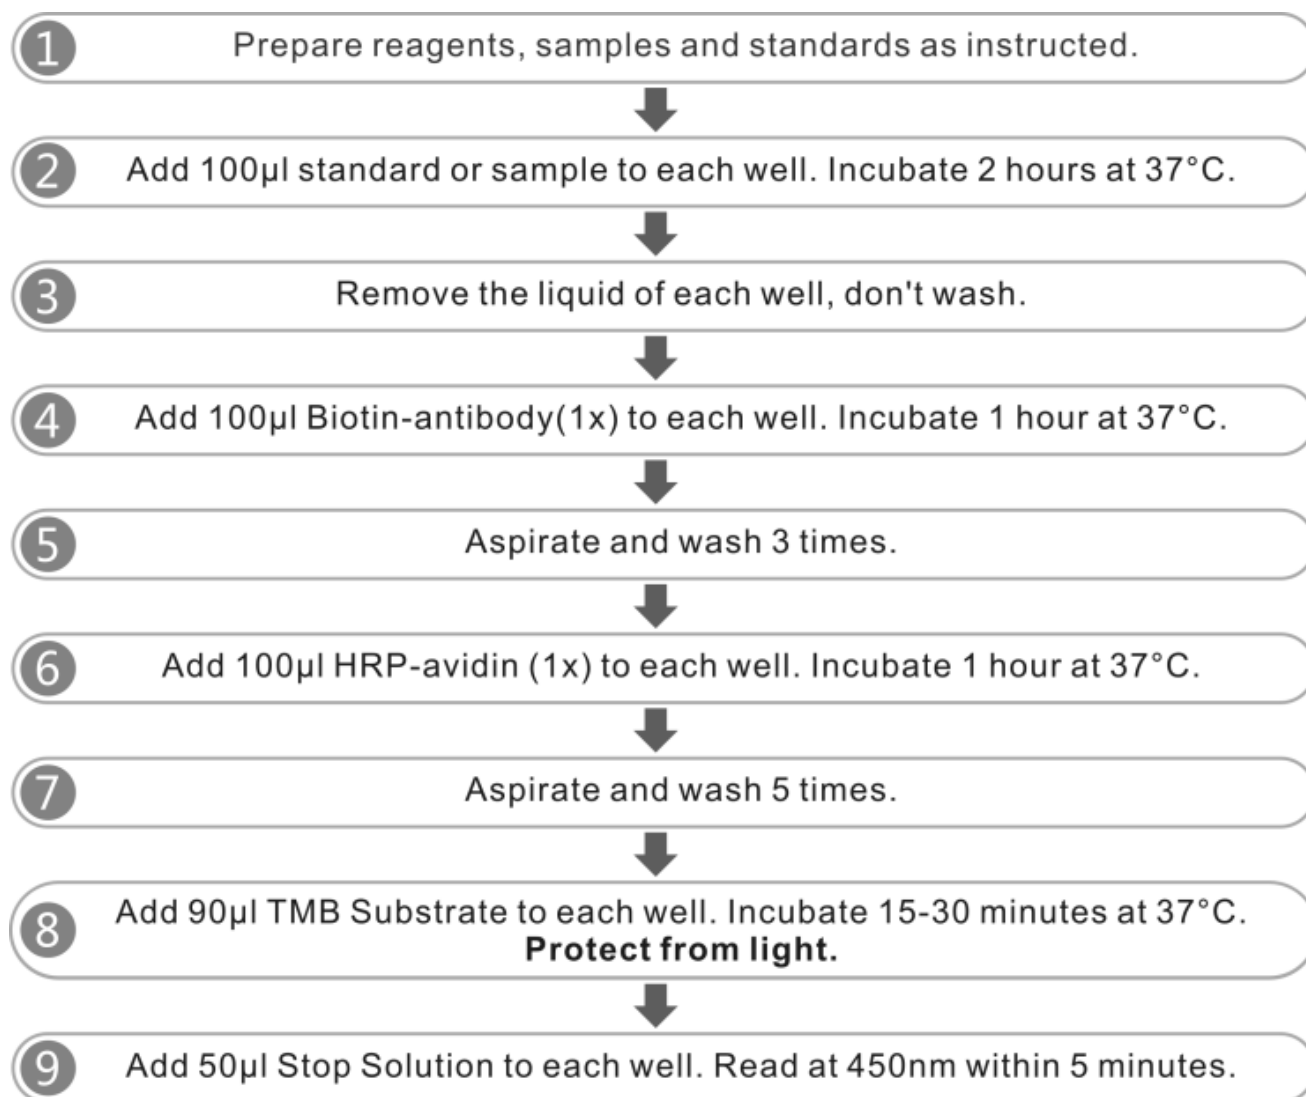 1 Prepare reagents, samples and standards as instructed.
2 Add 100µl standard or sample to each well. Incubate 2 hours at 37°C.
3 Remove the liquid of each well, don't wash.
4 Add 100µl Biotin-antibody(1x) to each well. Incubate 1 hour at 37°C.
5 Aspirate and wash 3 times.
6 Add 100µl HRP-avidin (1x) to each well. Incubate 1 hour at 37°C.
7 Aspirate and wash 5 times.
8 Add 90µl TMB Substrate to each well. Incubate 15-30 minutes at 37°C.
Protect from light.
9 Add 50µl Stop Solution to each well. Read at 450nm within 5 minutes.